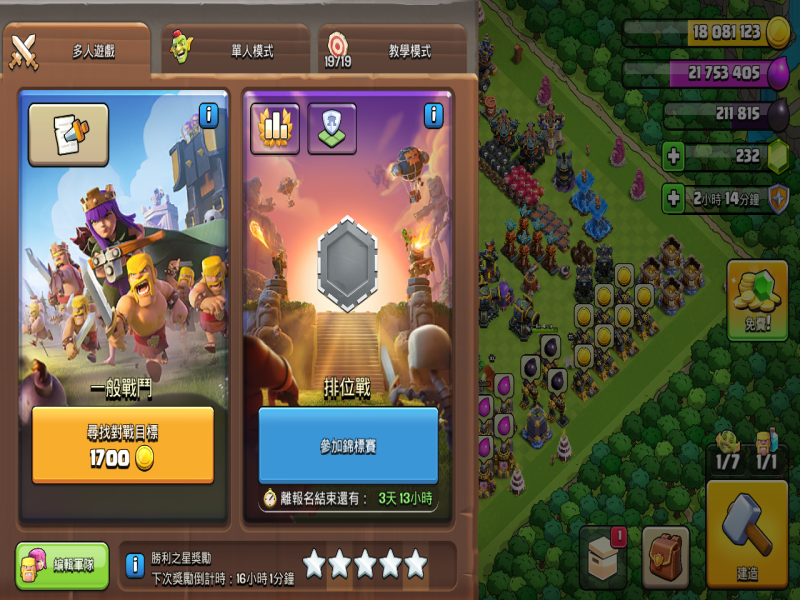 多人遊戲
單人模式
19/19
教學模式
i
i
一般戰鬥
尋找對戰目標
1700
排位戰
參加錦標賽
離報名結束還有： 3天 13小時
編輯軍隊
i
勝利之星獎勵
下次獎勵倒計時：16小時1分鐘
18 081 123
21 753 405
211 815
232
2小時 14分鐘
免費!
1/7
1/1
1
建造